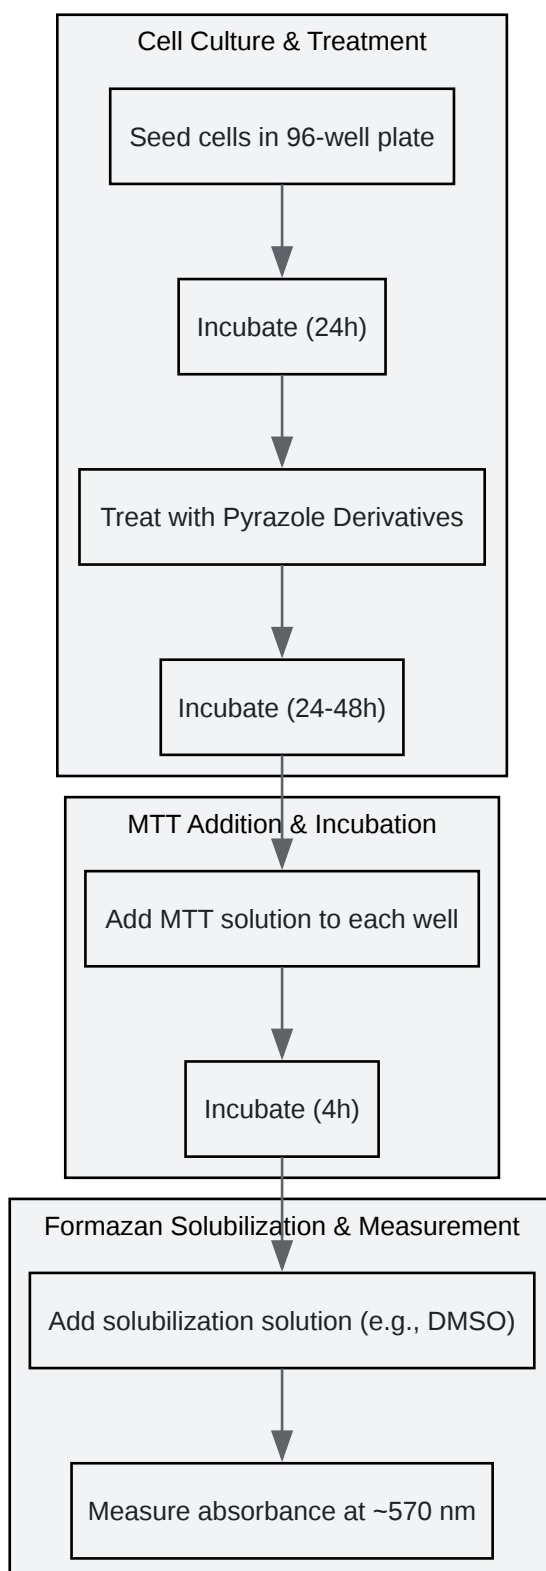 Cell Culture & Treatment
Seed cells in 96-well plate
Incubate (24h)
Treat with Pyrazole Derivatives
Incubate (24-48h)
MTT Addition & Incubation
Add MTT solution to each well
Incubate (4h)
Formazan Solubilization & Measurement
Add solubilization solution (e.g., DMSO)
Measure absorbance at ~570 nm